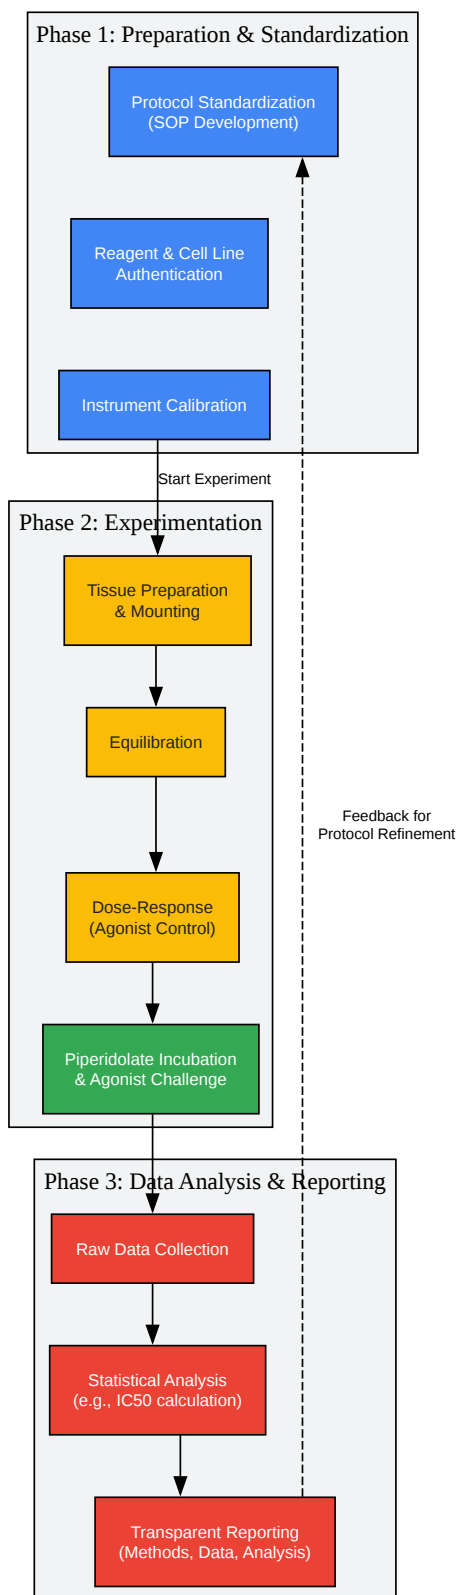 Phase 1: Preparation & Standardization
Protocol Standardization
(SOP Development)
Reagent & Cell Line
Authentication
Instrument Calibration
Start Experiment
Phase 2: Experimentation
Tissue Preparation
& Mounting
Equilibration
Feedback for
Protocol Refinement
Dose-Response
(Agonist Control)
Piperidolate Incubation
& Agonist Challenge
Phase 3: Data Analysis & Reporting
Raw Data Collection
Statistical Analysis
(e.g., IC50 calculation)
Transparent Reporting
(Methods, Data, Analysis)